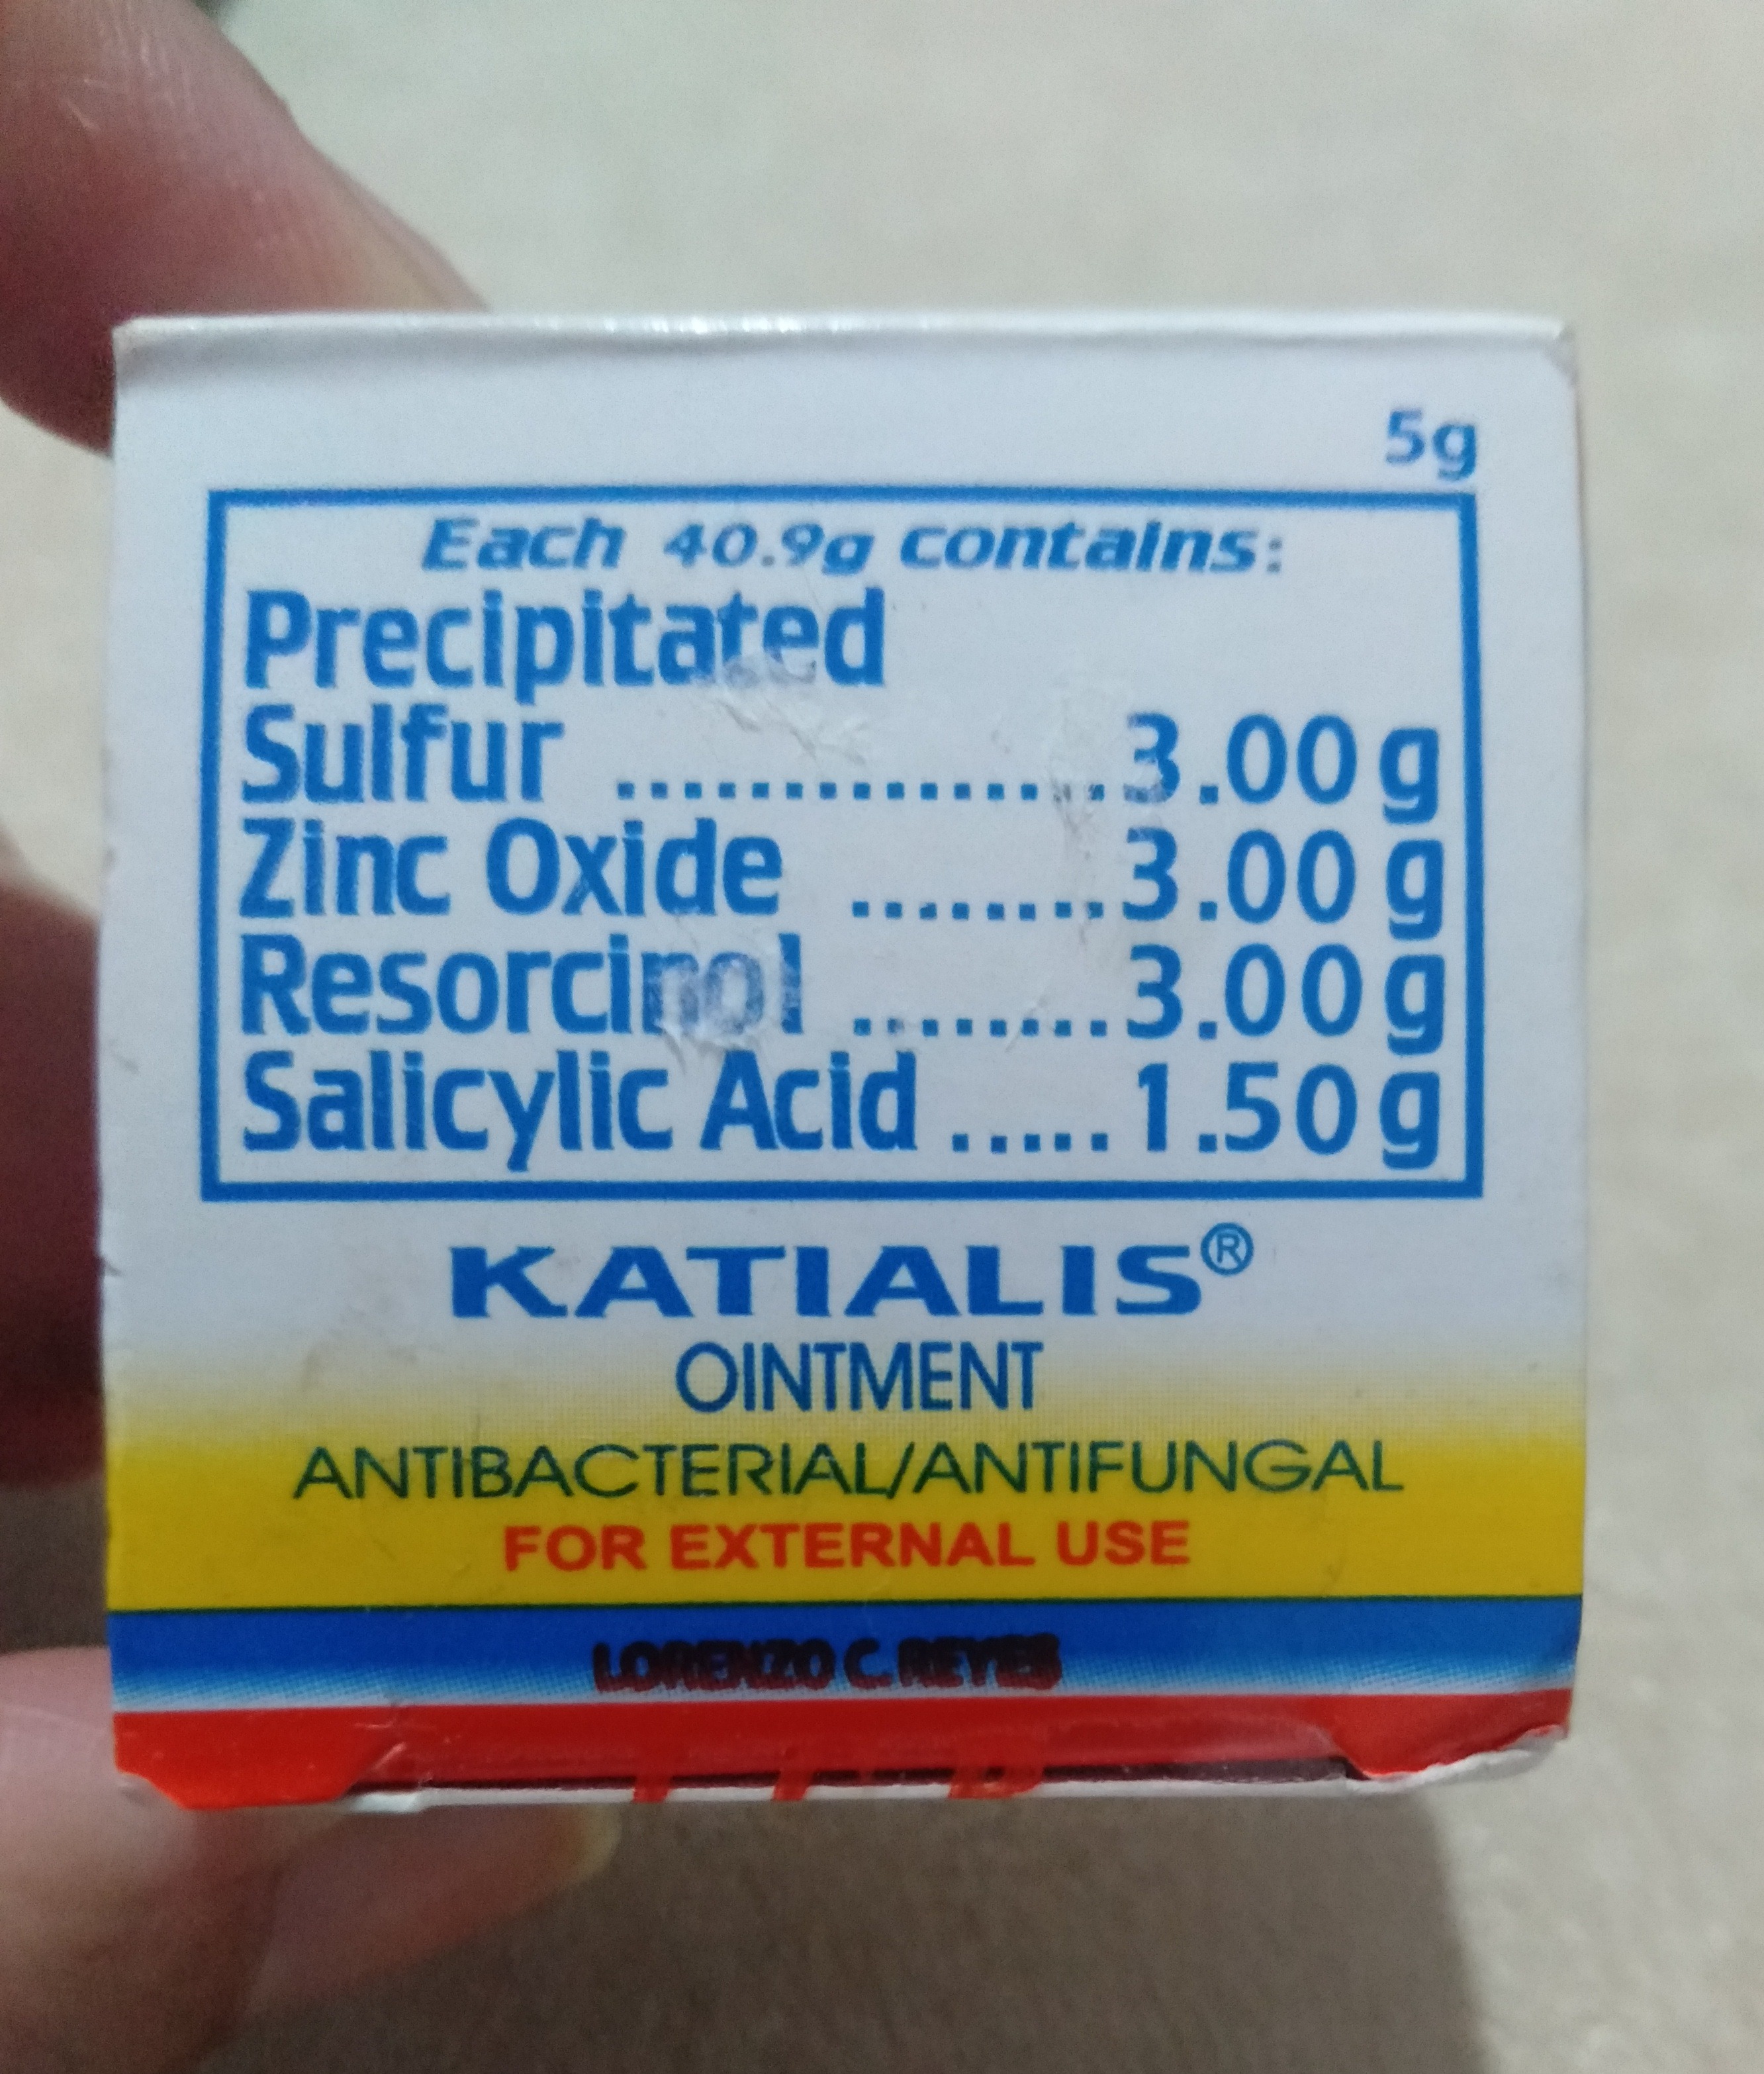 5g
Each 40.9g contains:
Precipitated
Sulfur ...............3.00 g
Zinc Oxide ........3.00 g
Resorcinol ........3.00 g
Salicylic Acid ..... 1.50 g
KATIALIS®
OINTMENT
ANTIBACTERIAL/ANTIFUNGAL
FOR EXTERNAL USE
LORENZO C. REYES